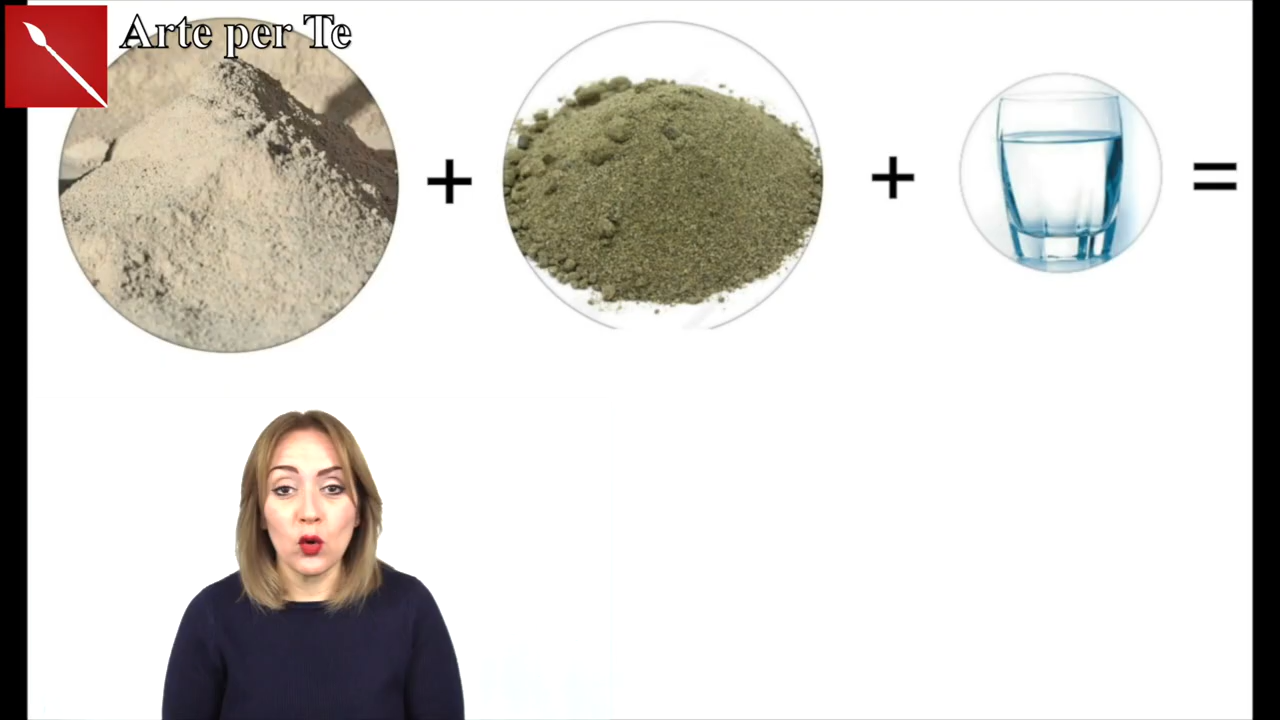 Arte per Te
+
+
=